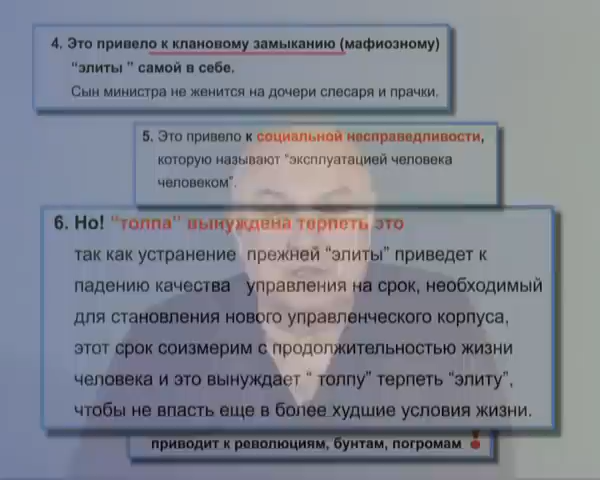 4. Это привело к клановому замыканию (мафиозному)
“элиты ” самой в себе.
Сын министра не женится на дочери слесаря и прачки.
5. Это привело к социальной несправедливости,
которую называют “эксплуатацией человека
человеком”.
6. Но! “толпа” вынуждена терпеть это
так как устранение прежней “элиты” приведет к
падению качества управления на срок, необходимый
для становления нового управленческого корпуса,
этот срок соизмерим с продолжительностью жизни
человека и это вынуждает “ толпу” терпеть “элиту”,
чтобы не впасть еще в более худшие условия жизни.
приводит к революциям, бунтам, погромам !